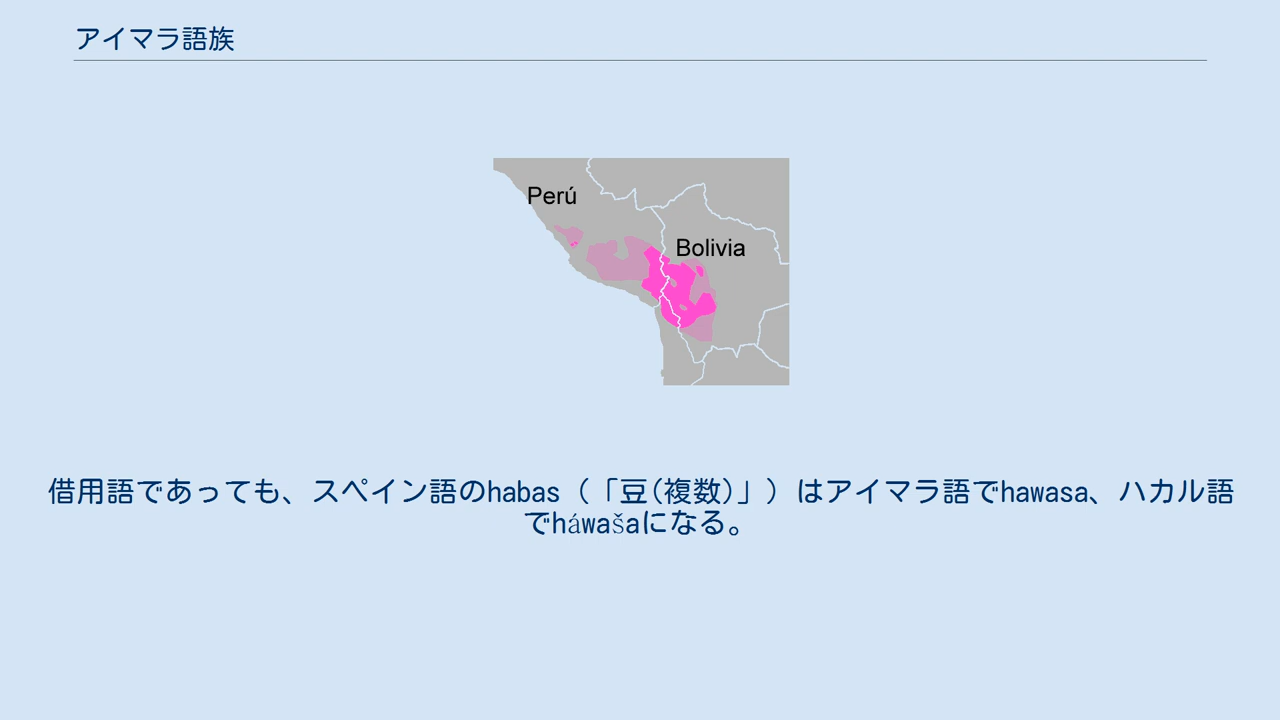 アイマラ語族
Perú
Bolivia
借用語であっても、スペイン語のhabas（「豆(複数)」）はアイマラ語でhawasa、ハカル語
でháwašaになる。